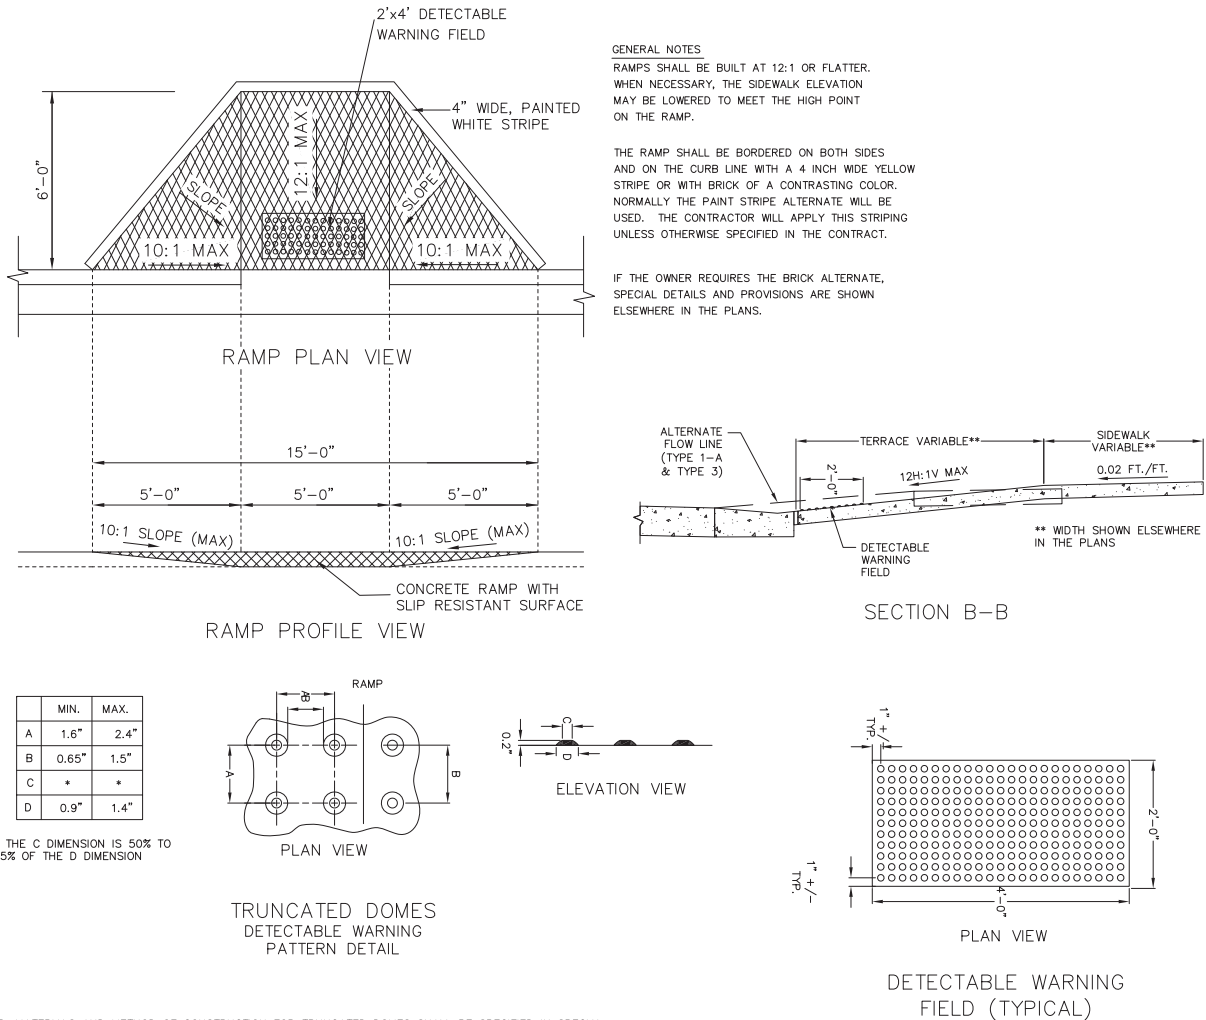 2'x4' DETECTABLE
WARNING FIELD
4" WIDE, PAINTED
WHITE STRIPE
6'-0"
12:1 MAX
SLOPE
SLOPE
10:1 MAX
10:1 MAX
RAMP PLAN VIEW
GENERAL NOTES
RAMPS SHALL BE BUILT AT 12:1 OR FLATTER.
WHEN NECESSARY, THE SIDEWALK ELEVATION
MAY BE LOWERED TO MEET THE HIGH POINT
ON THE RAMP.
THE RAMP SHALL BE BORDERED ON BOTH SIDES
AND ON THE CURB LINE WITH A 4 INCH WIDE YELLOW
STRIPE OR WITH BRICK OF A CONTRASTING COLOR.
NORMALLY THE PAINT STRIPE ALTERNATE WILL BE
USED. THE CONTRACTOR WILL APPLY THIS STRIPING
UNLESS OTHERWISE SPECIFIED IN THE CONTRACT.
IF THE OWNER REQUIRES THE BRICK ALTERNATE,
SPECIAL DETAILS AND PROVISIONS ARE SHOWN
ELSEWHERE IN THE PLANS.
15'-0"
5'-0"
5'-0"
5'-0"
10:1 SLOPE (MAX)
10:1 SLOPE (MAX)
CONCRETE RAMP WITH
SLIP RESISTANT SURFACE
RAMP PROFILE VIEW
ALTERNATE
FLOW LINE
(TYPE 1-A
& TYPE 3)
TERRACE VARIABLE**
SIDEWALK
VARIABLE**
2'-0"
12H:1V MAX
0.02 FT./FT.
DETECTABLE
WARNING
FIELD
** WIDTH SHOWN ELSEWHERE
IN THE PLANS
SECTION B-B
MIN. MAX.
A 1.6" 2.4"
B 0.65" 1.5"
C * *
D 0.9" 1.4"
THE C DIMENSION IS 50% TO
5% OF THE D DIMENSION
RAMP
A
B
A
B
PLAN VIEW
TRUNCATED DOMES
DETECTABLE WARNING
PATTERN DETAIL
0.2"
C
D
ELEVATION VIEW
1" +/
TYP.
1" +/-
TYP.
2'-0"
4'-0"
PLAN VIEW
DETECTABLE WARNING
FIELD (TYPICAL)